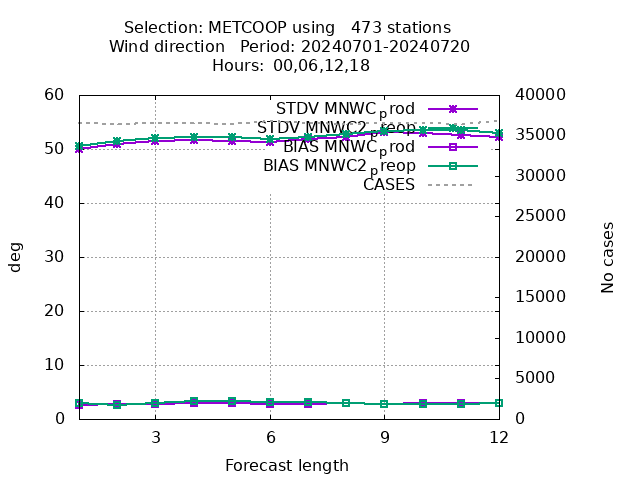 Selection: METCOOP using 473 stations
Wind direction Period: 20240701-20240720
Hours: 00,06,12,18
60
50
40
30
20
10
0
deg
40000
35000
30000
25000
20000
15000
10000
5000
0
No cases
STDV MNWC_prod
STDV MNWC2_preop
BIAS MNWC_prod
BIAS MNWC2_preop
CASES
3
6
9
12
Forecast length